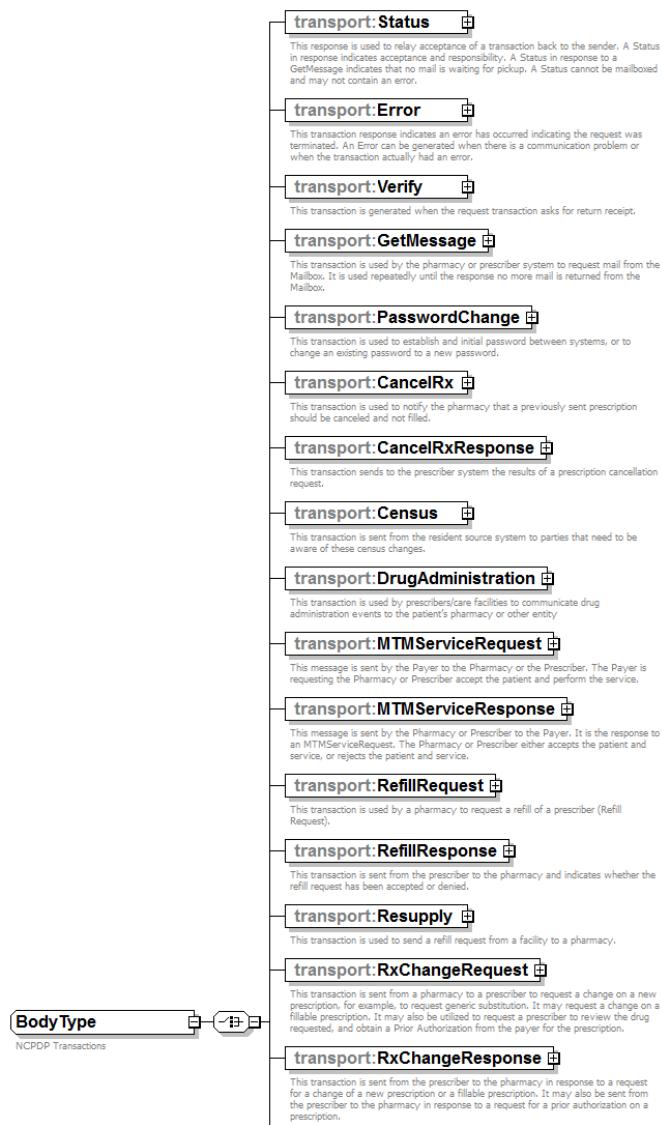 transport:Status
This response is used to relay acceptance of a transaction back to the sender. A Status
in response indicates acceptance and responsibility. A Status in response to a
GetMessage indicates that no mail is waiting for pickup. A Status cannot be mailboxed
and may not contain an error.
transport:Error
This transaction response indicates an error has occurred indicating the request was
terminated. An Error can be generated when there is a communication problem or
when the transaction actually had an error.
transport:Verify
This transaction is generated when the request transaction asks for return receipt.
transport:GetMessage
This transaction is used by the pharmacy or prescriber system to request mail from the
Mailbox. It is used repeatedly until the response no more mail is returned from the
Mailbox.
transport:PasswordChange
This transaction is used to establish and initial password between systems, or to
change an existing password to a new password.
transport:CancelRx
This transaction is used to notify the pharmacy that a previously sent prescription
should be canceled and not filled.
transport:CancelRxResponse
This transaction sends to the prescriber system the results of a prescription cancellation
request.
transport:Census
This transaction is sent from the resident source system to parties that need to be
aware of these census changes.
transport:DrugAdministration
This transaction is used by prescribers/care facilities to communicate drug
administration events to the patient's pharmacy or other entity
transport:MTMServiceRequest
This message is sent by the Payer to the Pharmacy or the Prescriber. The Payer is
requesting the Pharmacy or Prescriber accept the patient and perform the service.
transport:MTMServiceResponse
This message is sent by the Pharmacy or Prescriber to the Payer. It is the response to
an MTMServiceRequest. The Pharmacy or Prescriber either accepts the patient and
service, or rejects the patient and service.
transport:RefillRequest
This transaction is used by a pharmacy to request a refill of a prescriber (Refill
Request).
transport:RefillResponse
This transaction is sent from the prescriber to the pharmacy and indicates whether the
refill request has been accepted or denied.
transport:Resupply
This transaction is used to send a refill request from a facility to a pharmacy.
transport:RxChangeRequest
This transaction is sent from a pharmacy to a prescriber to request a change on a new
prescription, for example, to request generic substitution. It may request a change on a
fillable prescription. It may also be utilized to request a prescriber to review the drug
requested, and obtain a Prior Authorization from the payer for the prescription.
BodyType
NCPDP Transactions
transport:RxChangeResponse
This transaction is sent from the prescriber to the pharmacy in response to a request
for a change of a new prescription or a fillable prescription. It may also be sent from
the prescriber to the pharmacy in response to a request for a prior authorization on a
prescription.